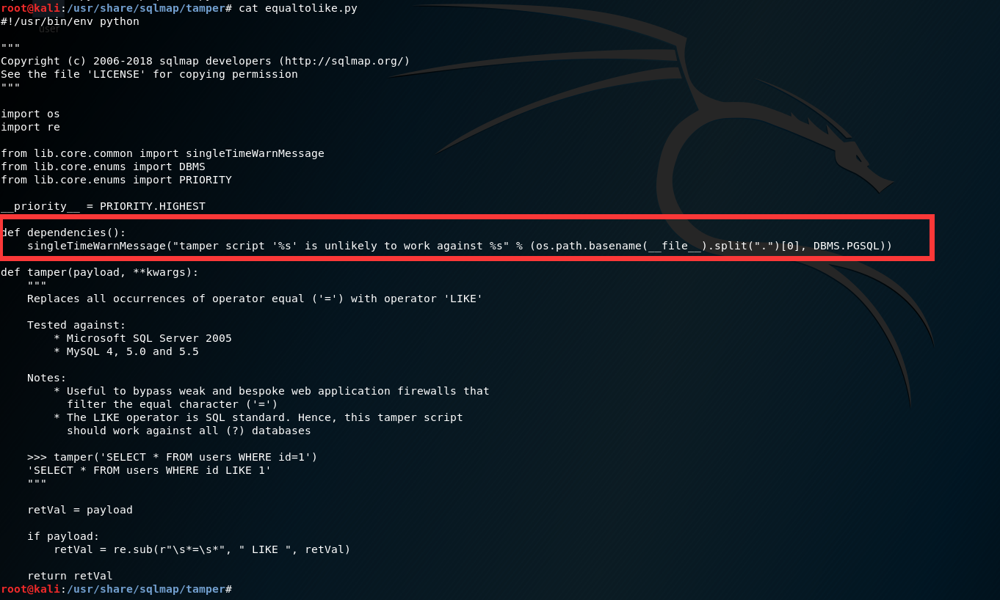 root@kali:/usr/share/sqlmap/tamper# cat equaltolike.py
#!/usr/bin/env python
user
"""
Copyright (c) 2006-2018 sqlmap developers (http://sqlmap.org/)
See the file 'LICENSE' for copying permission
"""
import os
import re
from lib.core.common import singleTimeWarnMessage
from lib.core.enums import DBMS
from lib.core.enums import PRIORITY
__priority__ = PRIORITY.HIGHEST
def dependencies():
    singleTimeWarnMessage("tamper script '%s' is unlikely to work against %s" % (os.path.basename(__file__).split(".")[0], DBMS.PGSQL))
def tamper(payload, **kwargs):
    """
    Replaces all occurrences of operator equal ('=') with operator 'LIKE'
    Tested against:
        * Microsoft SQL Server 2005
        * MySQL 4, 5.0 and 5.5
    Notes:
        * Useful to bypass weak and bespoke web application firewalls that
          filter the equal character ('=')
        * The LIKE operator is SQL standard. Hence, this tamper script
          should work against all (?) databases
    >>> tamper('SELECT * FROM users WHERE id=1')
    'SELECT * FROM users WHERE id LIKE 1'
    """
    retVal = payload
    if payload:
        retVal = re.sub(r"\s*=\s*", " LIKE ", retVal)
    return retVal
root@kali:/usr/share/sqlmap/tamper#